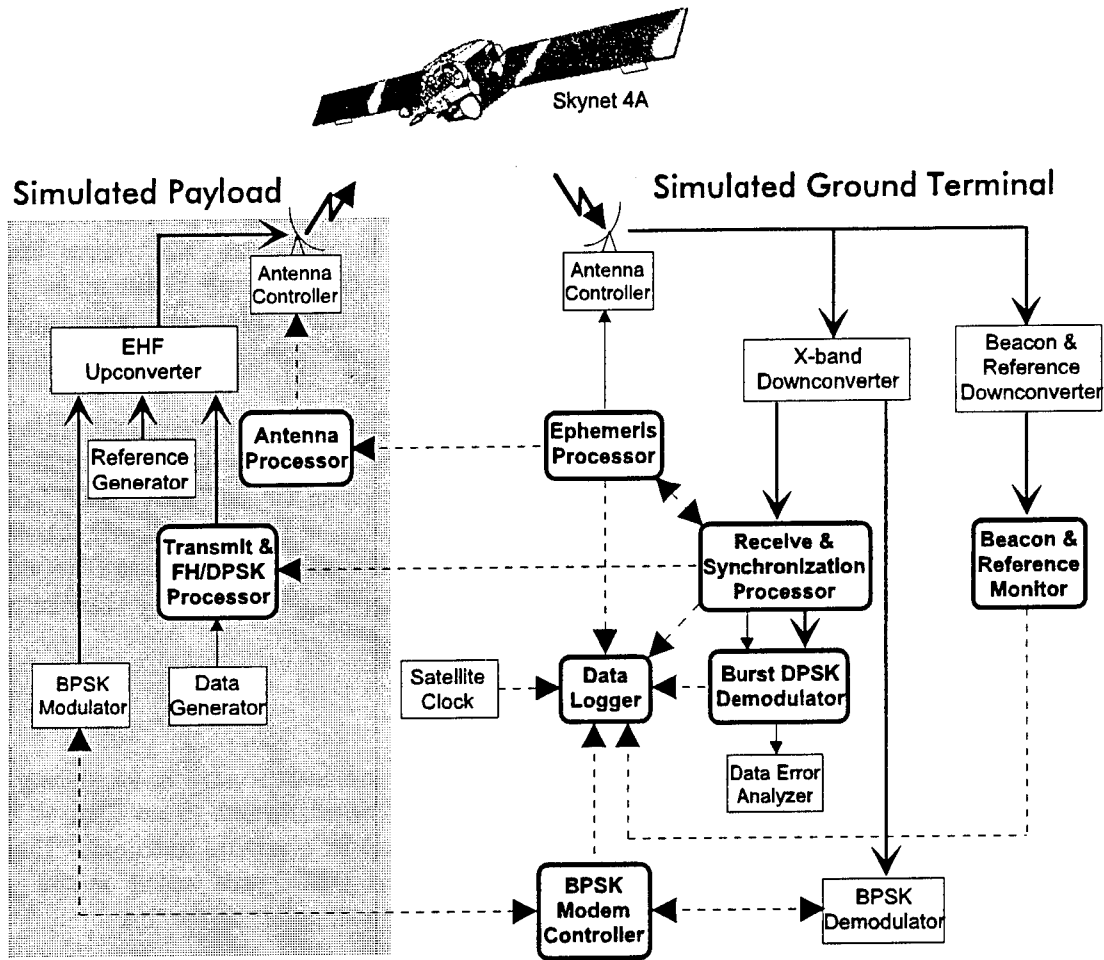 Skynet 4A
Simulated Payload
Simulated Ground Terminal
Antenna
Controller
Antenna
Controller
EHF
Upconverter
X-band
Downconverter
Beacon &
Reference
Downconverter
Antenna
Processor
Ephemeris
Processor
Reference
Generator
Transmit &
FH/DPSK
Processor
Receive &
Synchronization
Processor
Beacon &
Reference
Monitor
BPSK
Modulator
Data
Generator
Satellite
Clock
Data
Logger
Burst DPSK
Demodulator
Data Error
Analyzer
BPSK
Modem
Controller
BPSK
Demodulator